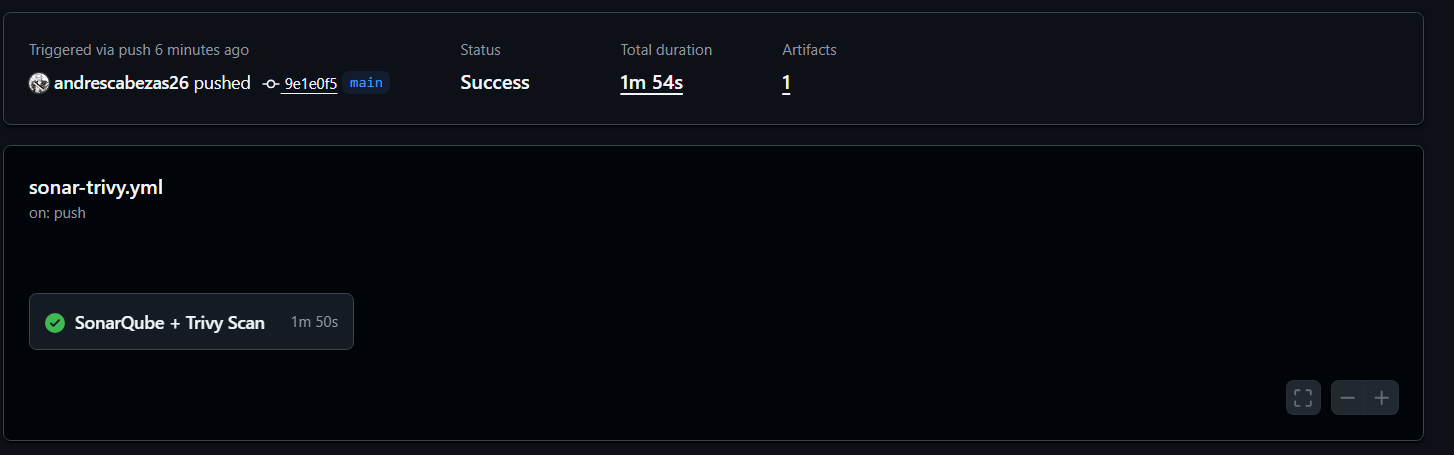 Triggered via push 6 minutes ago
andrescabezas26 pushed 9e1e0f5 main
Status
Success
Total duration
1m 54s
Artifacts
1
sonar-trivy.yml
on: push
SonarQube + Trivy Scan 1m 50s